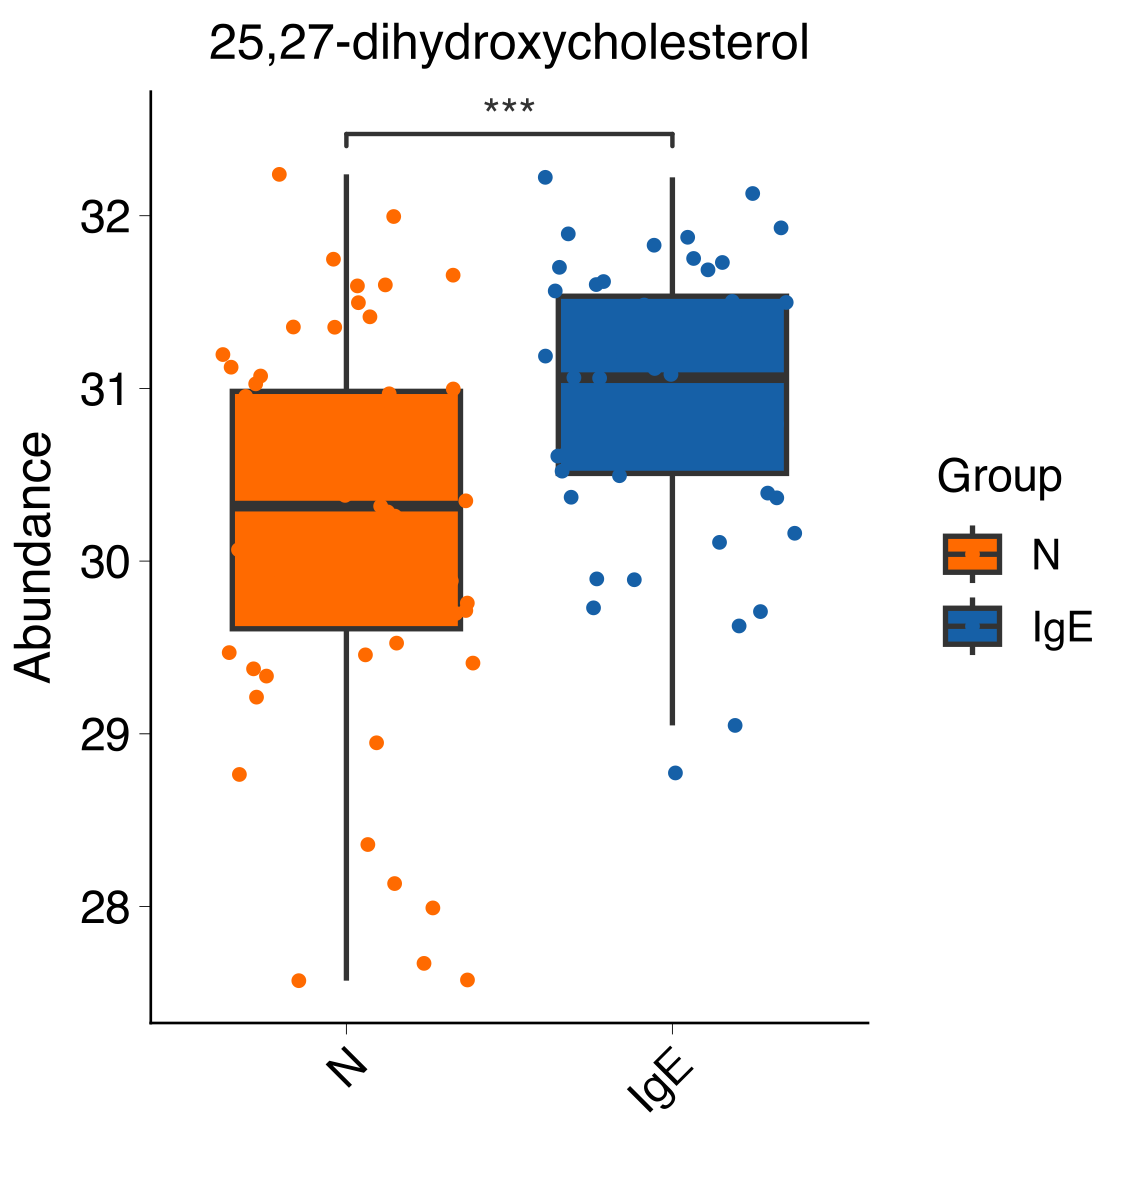 25,27-dihydroxycholesterol
***
32
31
30
29
28
Abundance
N
IgE
Group
N
IgE